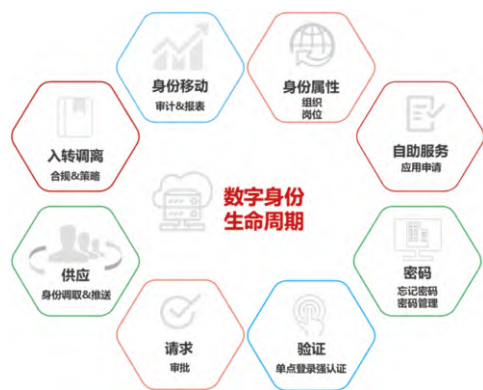 身份移动
审计&报表
身份属性
组织
岗位
入转调离
合规&策略
自助服务
应用申请
数字身份
生命周期
供应
身份调取&推送
密码
忘记密码
密码管理
请求
审批
验证
单点登录强认证